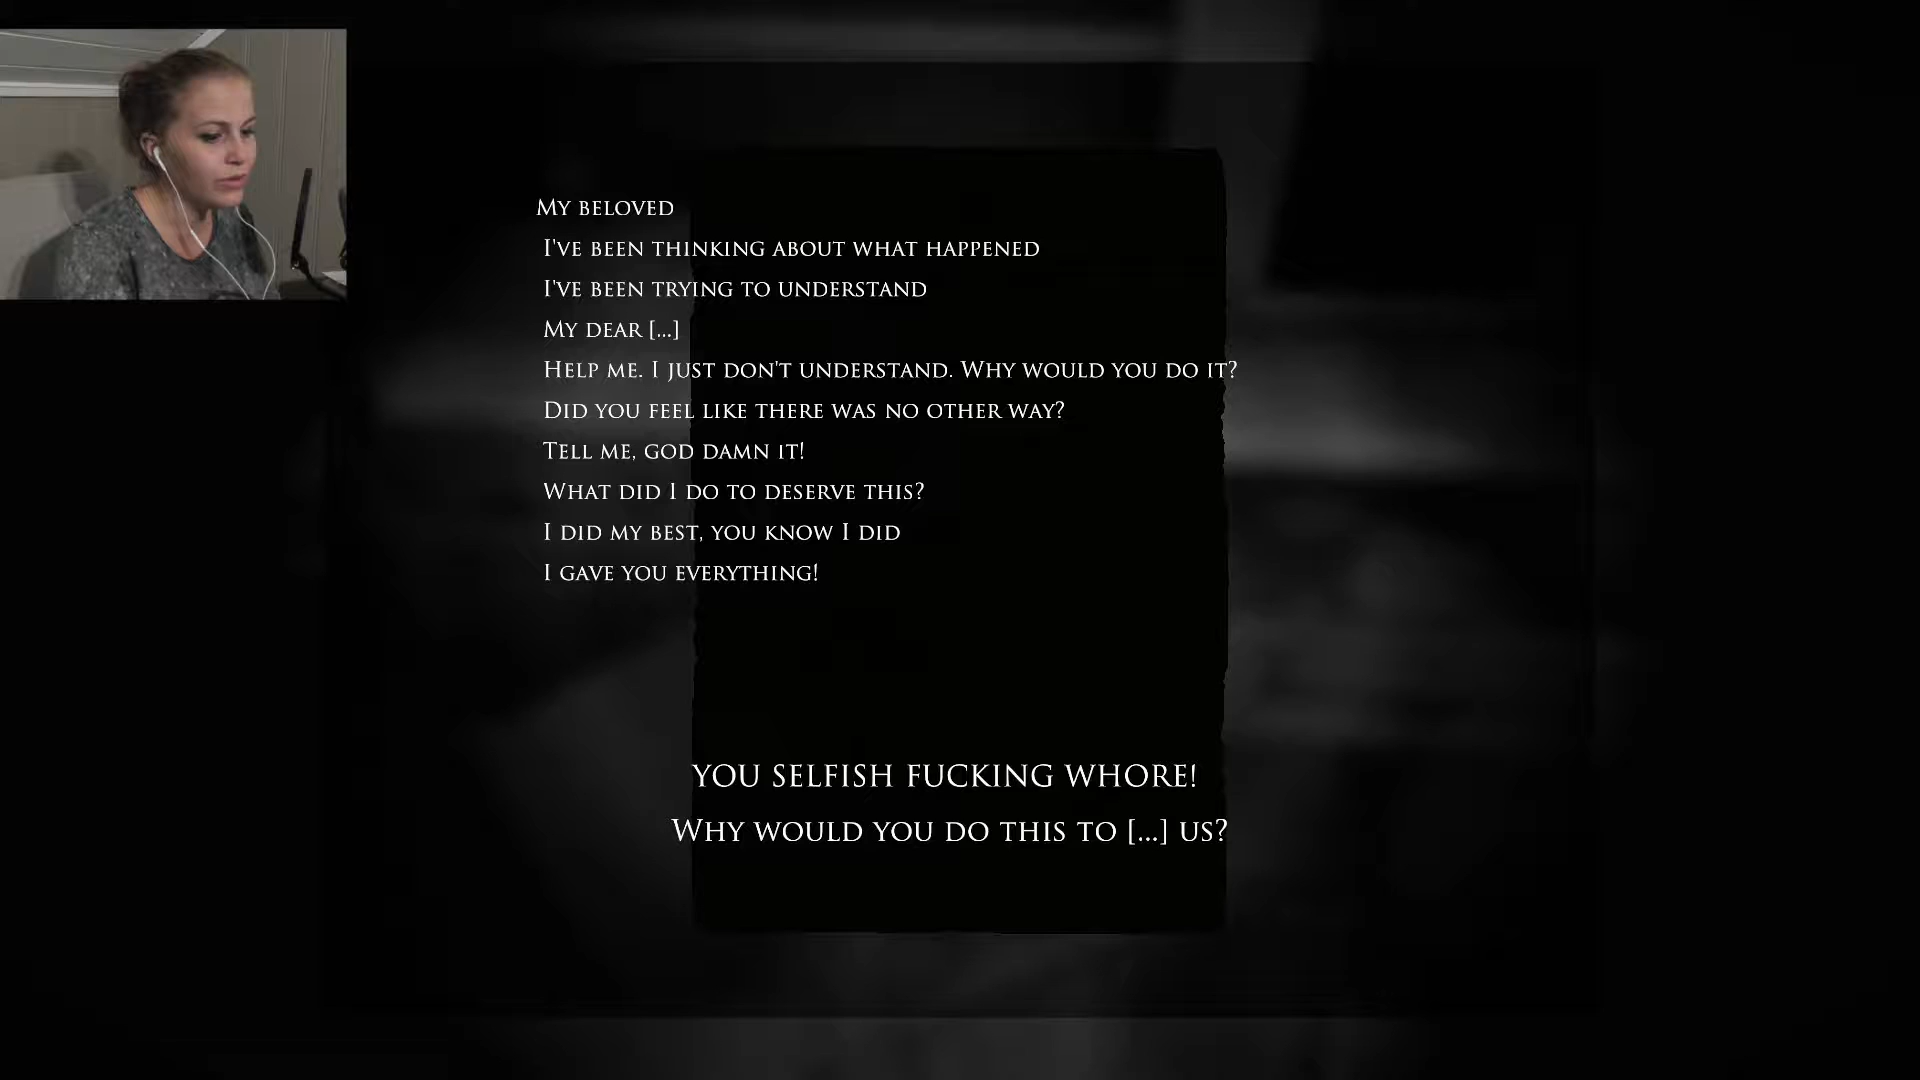 My beloved
I've been thinking about what happened
I've been trying to understand
My dear [...]
Help me. I just don't understand. Why would you do it?
Did you feel like there was no other way?
Tell me, god damn it!
What did I do to deserve this?
I did my best, you know I did
I gave you everything!
YOU SELFISH FUCKING WHORE!
Why would you do this to [...] us?